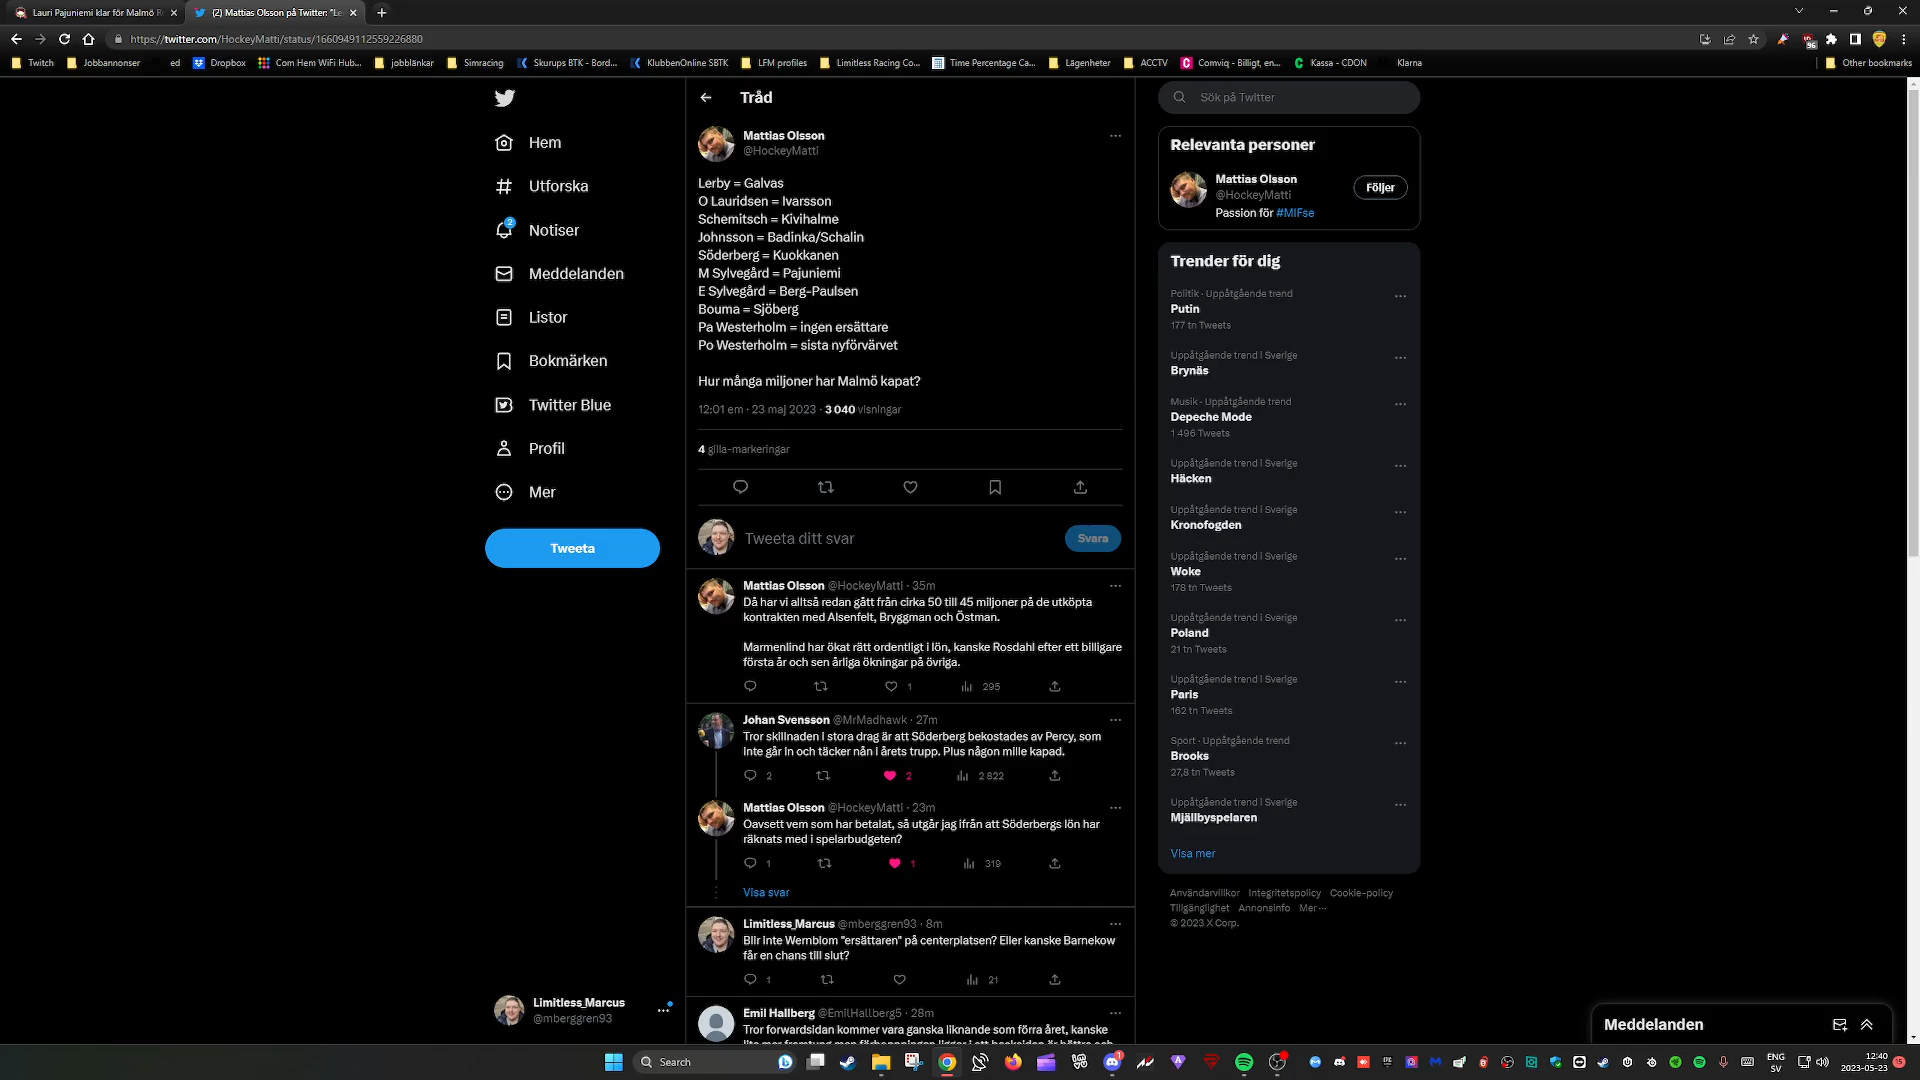 Lauri Pajuniemi klar för Malmö R
(2) Mattias Olsson på Twitter: "Le
https://twitter.com/HockeyMatti/status/1660949112559226880
96
Twitch
Jobbannonser
ed
Dropbox
Com Hem WiFi Hub...
jobblänkar
Simracing
Skurups BTK - Bord...
KlubbenOnline SBTK
LFM profiles
Limitless Racing Co...
Time Percentage Ca...
Lägenheter
ACCTV
Comviq - Billigt, en...
Kassa - CDON
Klarna
Other bookmarks
Hem
Utforska
2
Notiser
Meddelanden
Listor
Bokmärken
Twitter Blue
Profil
Mer
Tweeta
Limitless_Marcus
@mberggren93
Tråd
Mattias Olsson
@HockeyMatti
Lerby = Galvas
O Lauridsen = Ivarsson
Schemitsch = Kivihalme
Johnsson = Badinka/Schalin
Söderberg = Kuokkanen
M Sylvegård = Pajuniemi
E Sylvegård = Berg-Paulsen
Bouma = Sjöberg
Pa Westerholm = ingen ersättare
Po Westerholm = sista nyförvärvet
Hur många miljoner har Malmö kapat?
12:01 em · 23 maj 2023 · 3 040 visningar
4 gilla-markeringar
Tweeta ditt svar
Svara
Mattias Olsson @HockeyMatti · 35m
Då har vi alltså redan gått från cirka 50 till 45 miljoner på de utköpta
kontrakten med Alsenfelt, Bryggman och Östman.
Marmenlind har ökat rätt ordentligt i lön, kanske Rosdahl efter ett billigare
första år och sen årliga ökningar på övriga.
1
295
Johan Svensson @MrMadhawk · 27m
Tror skillnaden i stora drag är att Söderberg bekostades av Percy, som
inte går in och täcker nån i årets trupp. Plus någon mille kapad.
2
2
2 822
Mattias Olsson @HockeyMatti · 23m
Oavsett vem som har betalat, så utgår jag ifrån att Söderbergs lön har
räknats med i spelarbudgeten?
1
1
319
Visa svar
Limitless_Marcus @mberggren93 · 8m
Blir inte Wernblom "ersättaren" på centerplatsen? Eller kanske Barnekow
får en chans till slut?
1
21
Emil Hallberg @EmilHallberg5 · 28m
Tror forwardsidan kommer vara ganska liknande som förra året, kanske
Sök på Twitter
Relevanta personer
Mattias Olsson
@HockeyMatti
Passion för #MIFse
Följer
Trender för dig
Politik · Uppåtgående trend
Putin
177 tn Tweets
Uppåtgående trend i Sverige
Brynäs
Musik · Uppåtgående trend
Depeche Mode
1 496 Tweets
Uppåtgående trend i Sverige
Häcken
Uppåtgående trend i Sverige
Kronofogden
Uppåtgående trend i Sverige
Woke
178 tn Tweets
Uppåtgående trend i Sverige
Poland
21 tn Tweets
Uppåtgående trend i Sverige
Paris
162 tn Tweets
Sport · Uppåtgående trend
Brooks
27,8 tn Tweets
Uppåtgående trend i Sverige
Mjällbyspelaren
Visa mer
Användarvillkor Integritetspolicy Cookie-policy
Tillgänglighet Annonsinfo Mer ···
© 2023 X Corp.
Meddelanden
Search
1
ENG
SV
12:40
2023-05-23
15